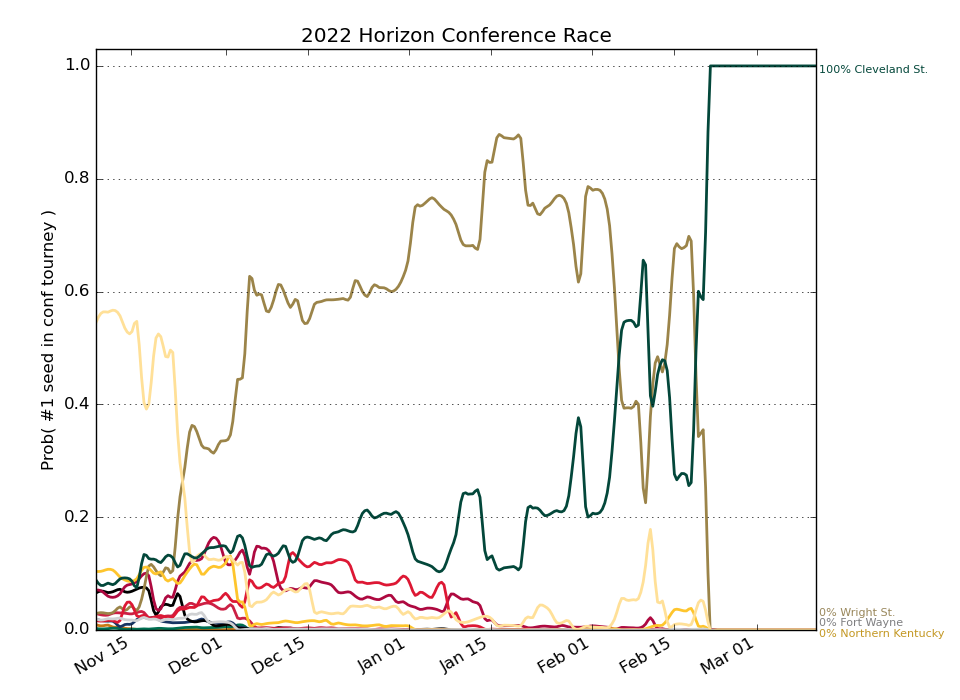 2022 Horizon Conference Race
Prob( #1 seed in conf tourney )
1.0
0.8
0.6
0.4
0.2
0.0
100% Cleveland St.
0% Wright St.
0% Fort Wayne
0% Northern Kentucky
Nov 15
Dec 01
Dec 15
Jan 01
Jan 15
Feb 01
Feb 15
Mar 01